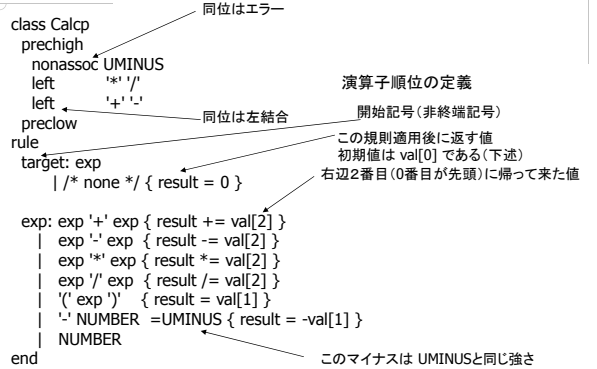 同位はエラー
class Calcp
prechigh
nonassoc UMINUS
left '*' '/'
演算子順位の定義
left '+' '-'
同位は左結合
開始記号(非終端記号)
preclow
rule
この規則適用後に返す値
初期値は val[0] である(下述)
target: exp
右辺2番目(0番目が先頭)に帰って来た値
| /* none */ { result = 0 }
exp: exp '+' exp { result += val[2] }
| exp '-' exp { result -= val[2] }
| exp '*' exp { result *= val[2] }
| exp '/' exp { result /= val[2] }
| '(' exp ')' { result = val[1] }
| '-' NUMBER =UMINUS { result = -val[1] }
| NUMBER
end
このマイナスは UMINUSと同じ強さ